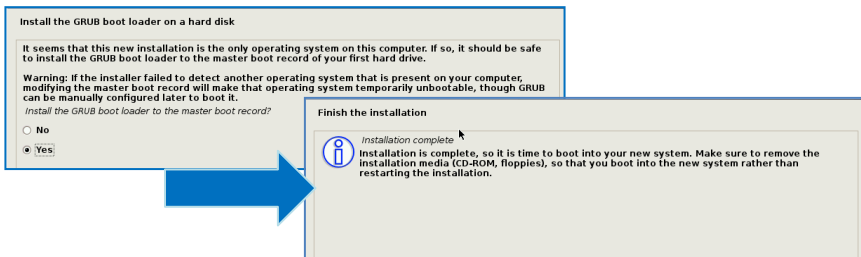 Install the GRUB boot loader on a hard disk
It seems that this new installation is the only operating system on this computer. If so, it should be safe
to install the GRUB boot loader to the master boot record of your first hard drive.
Warning: If the installer failed to detect another operating system that is present on your computer,
modifying the master boot record will make that operating system temporarily unbootable, though GRUB
can be manually configured later to boot it.
Install the GRUB boot loader to the master boot record?
No
Yes
Finish the installation
Installation complete
Installation is complete, so it is time to boot into your new system. Make sure to remove the
installation media (CD-ROM, floppies), so that you boot into the new system rather than
restarting the installation.